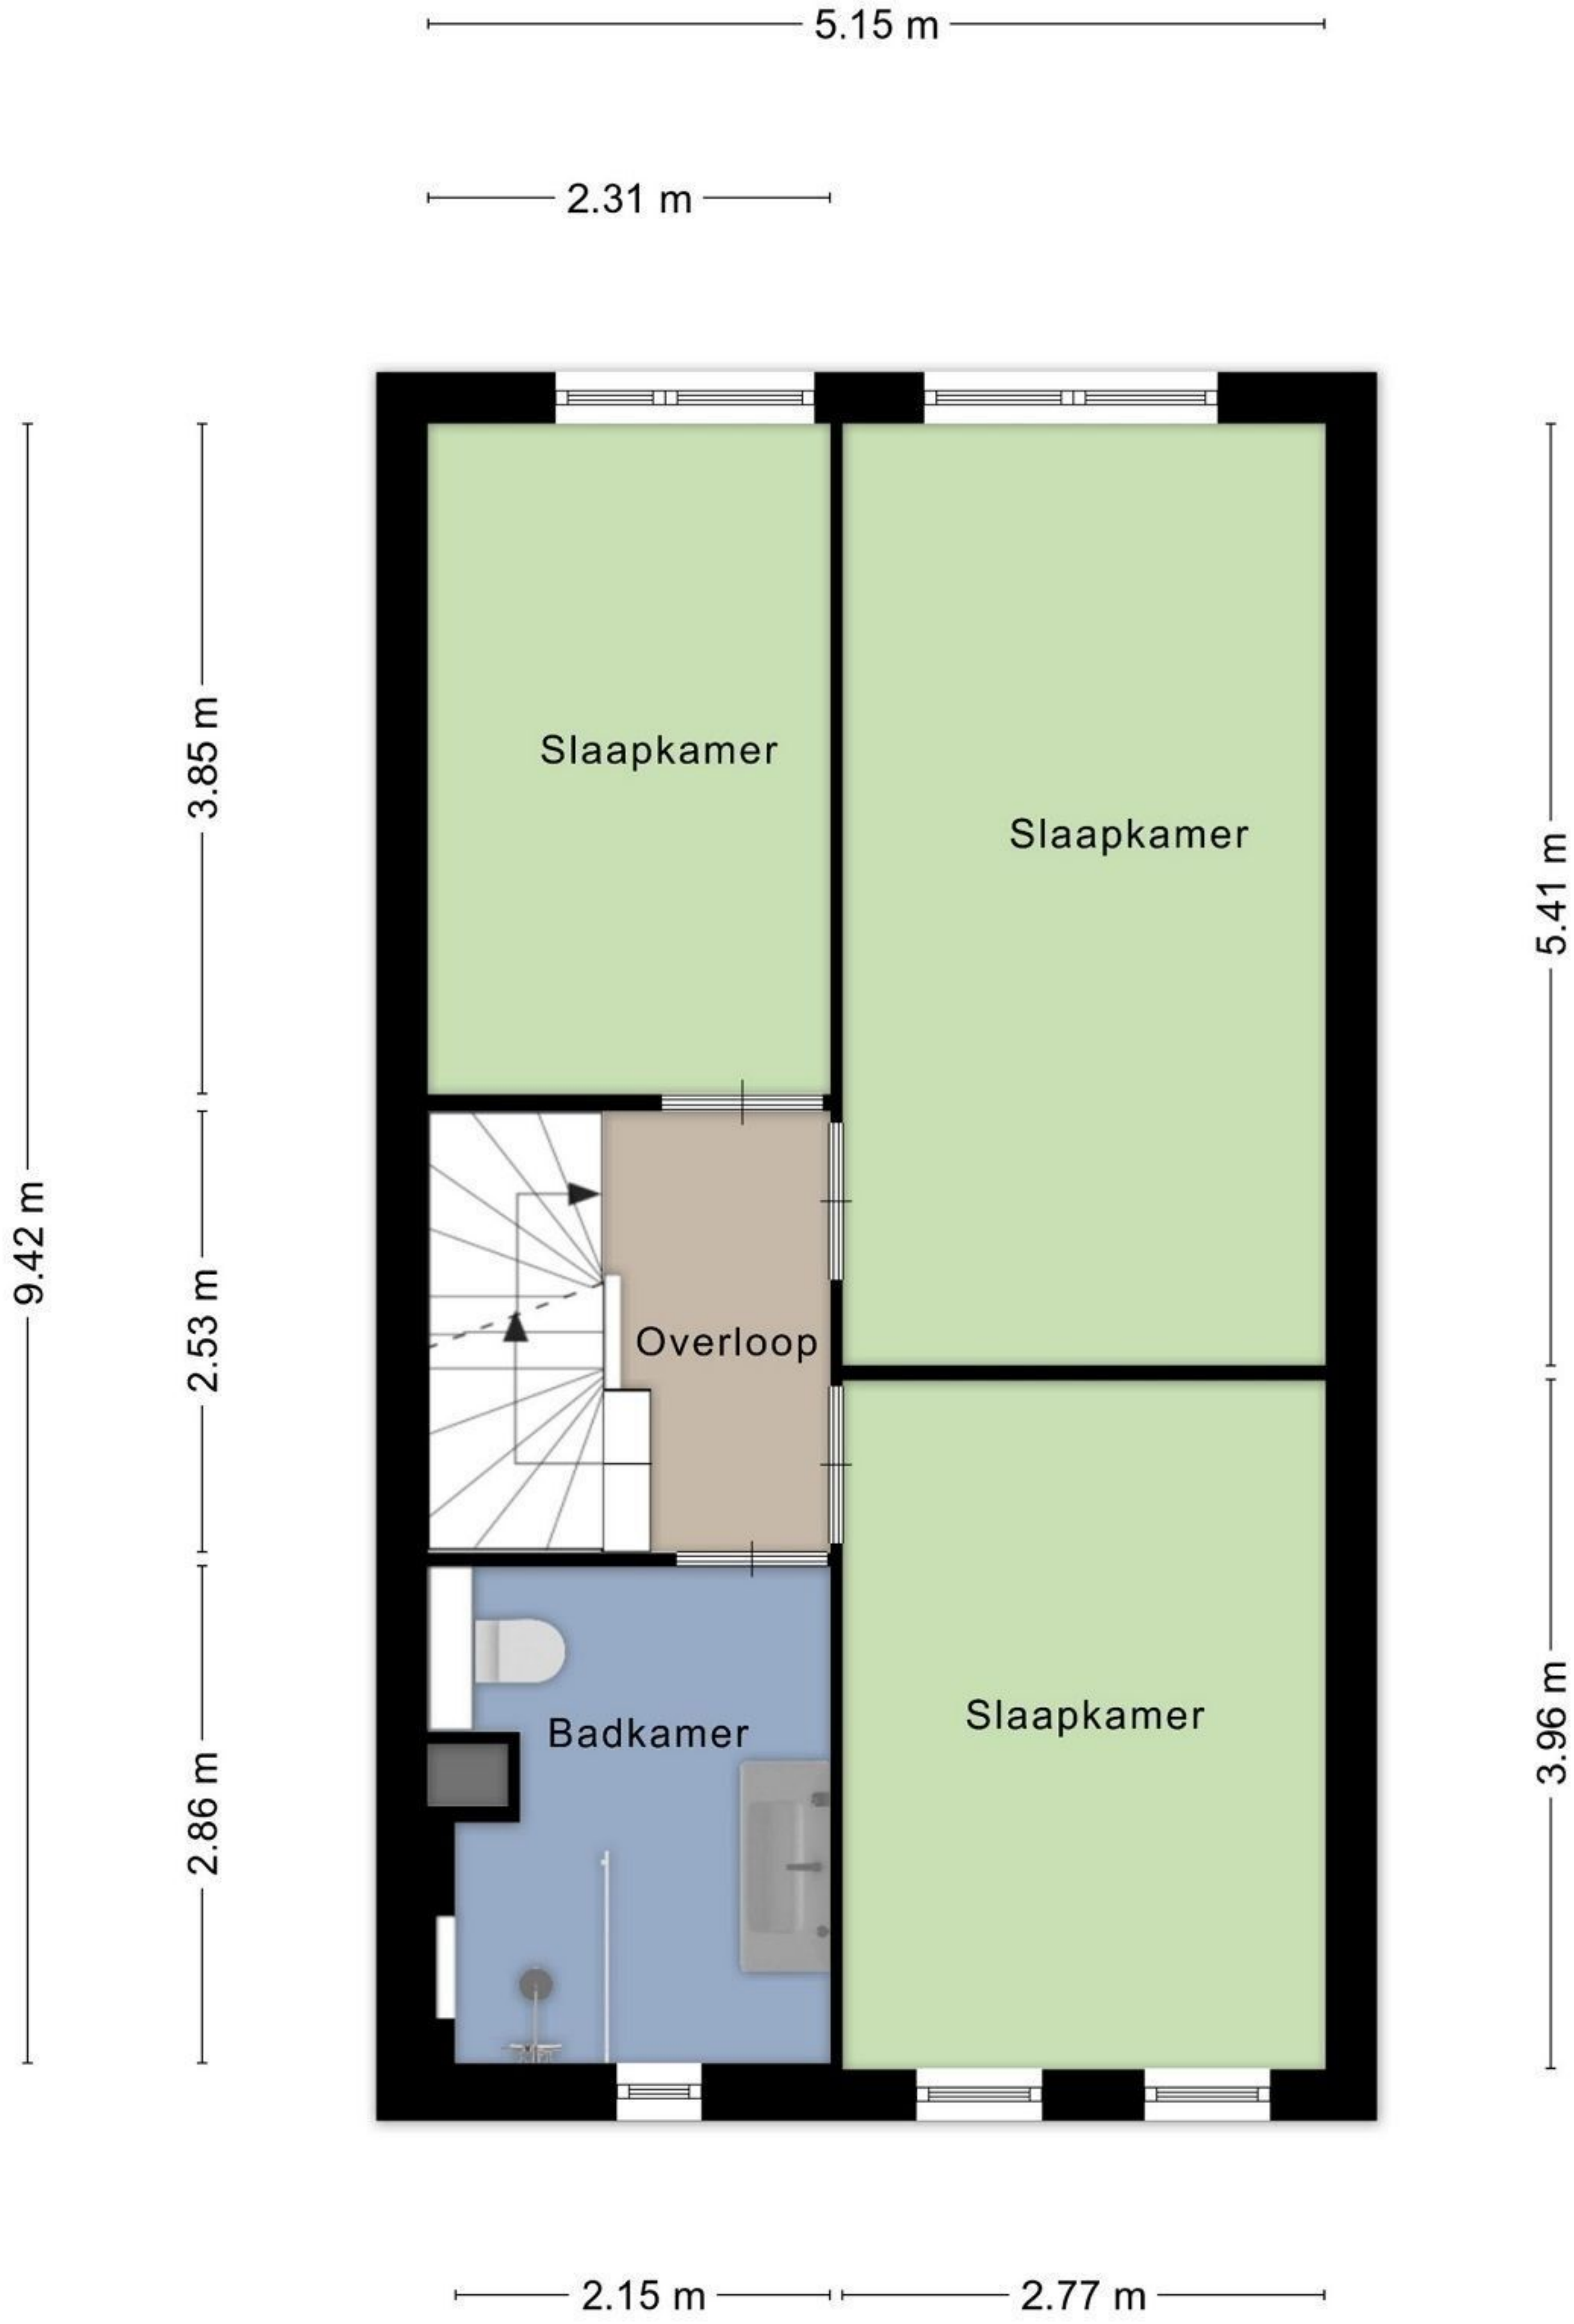 5.15 m
2.31 m
3.85 m
Slaapkamer
Slaapkamer
5.41 m
9.42 m
2.53 m
Overloop
Slaapkamer
3.96 m
Badkamer
2.86 m
2.15 m
2.77 m